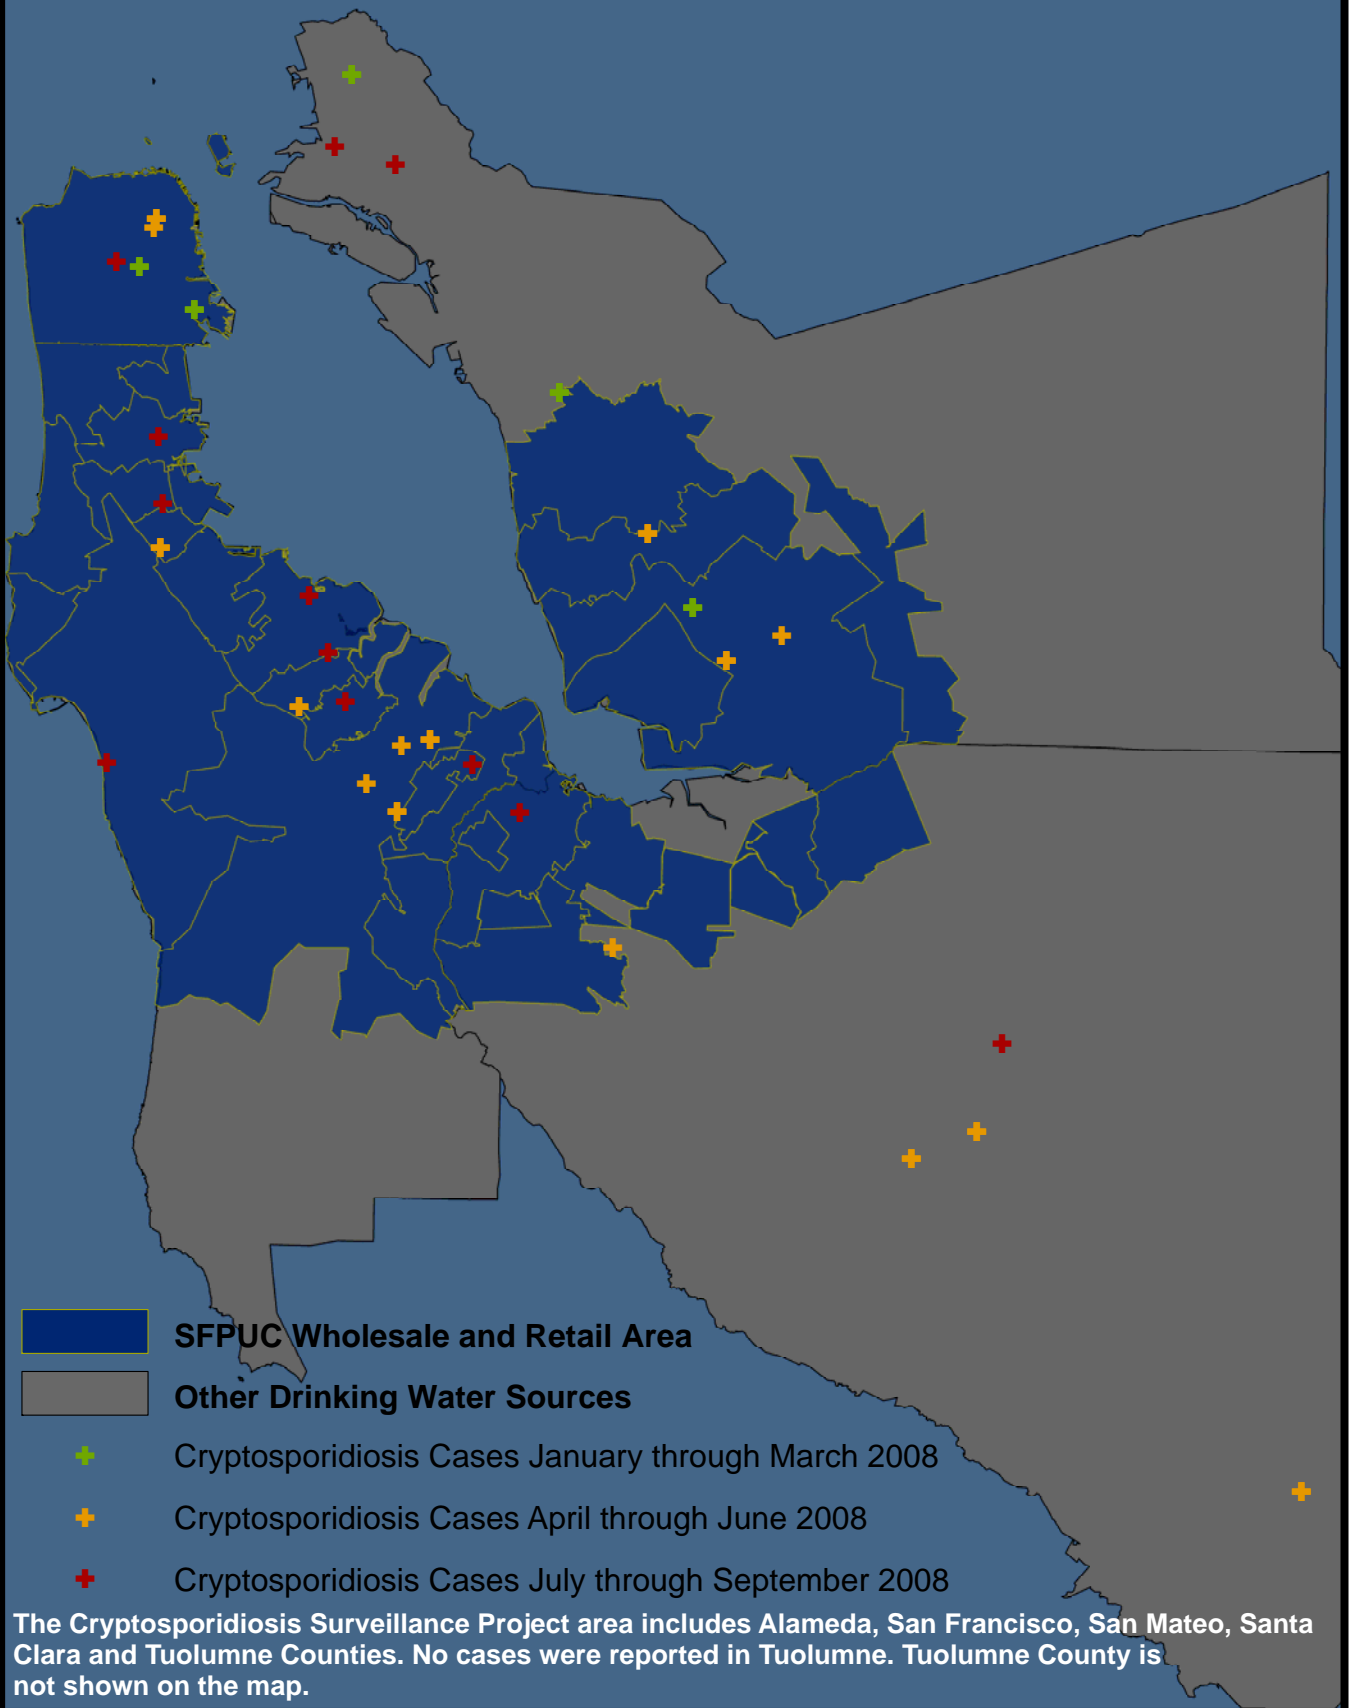 SFPUC Wholesale and Retail Area
Other Drinking Water Sources
Cryptosporidiosis Cases January through March 2008
Cryptosporidiosis Cases April through June 2008
Cryptosporidiosis Cases July through September 2008
The Cryptosporidiosis Surveillance Project area includes Alameda, San Francisco, San Mateo, Santa
Clara and Tuolumne Counties. No cases were reported in Tuolumne. Tuolumne County is
not shown on the map.